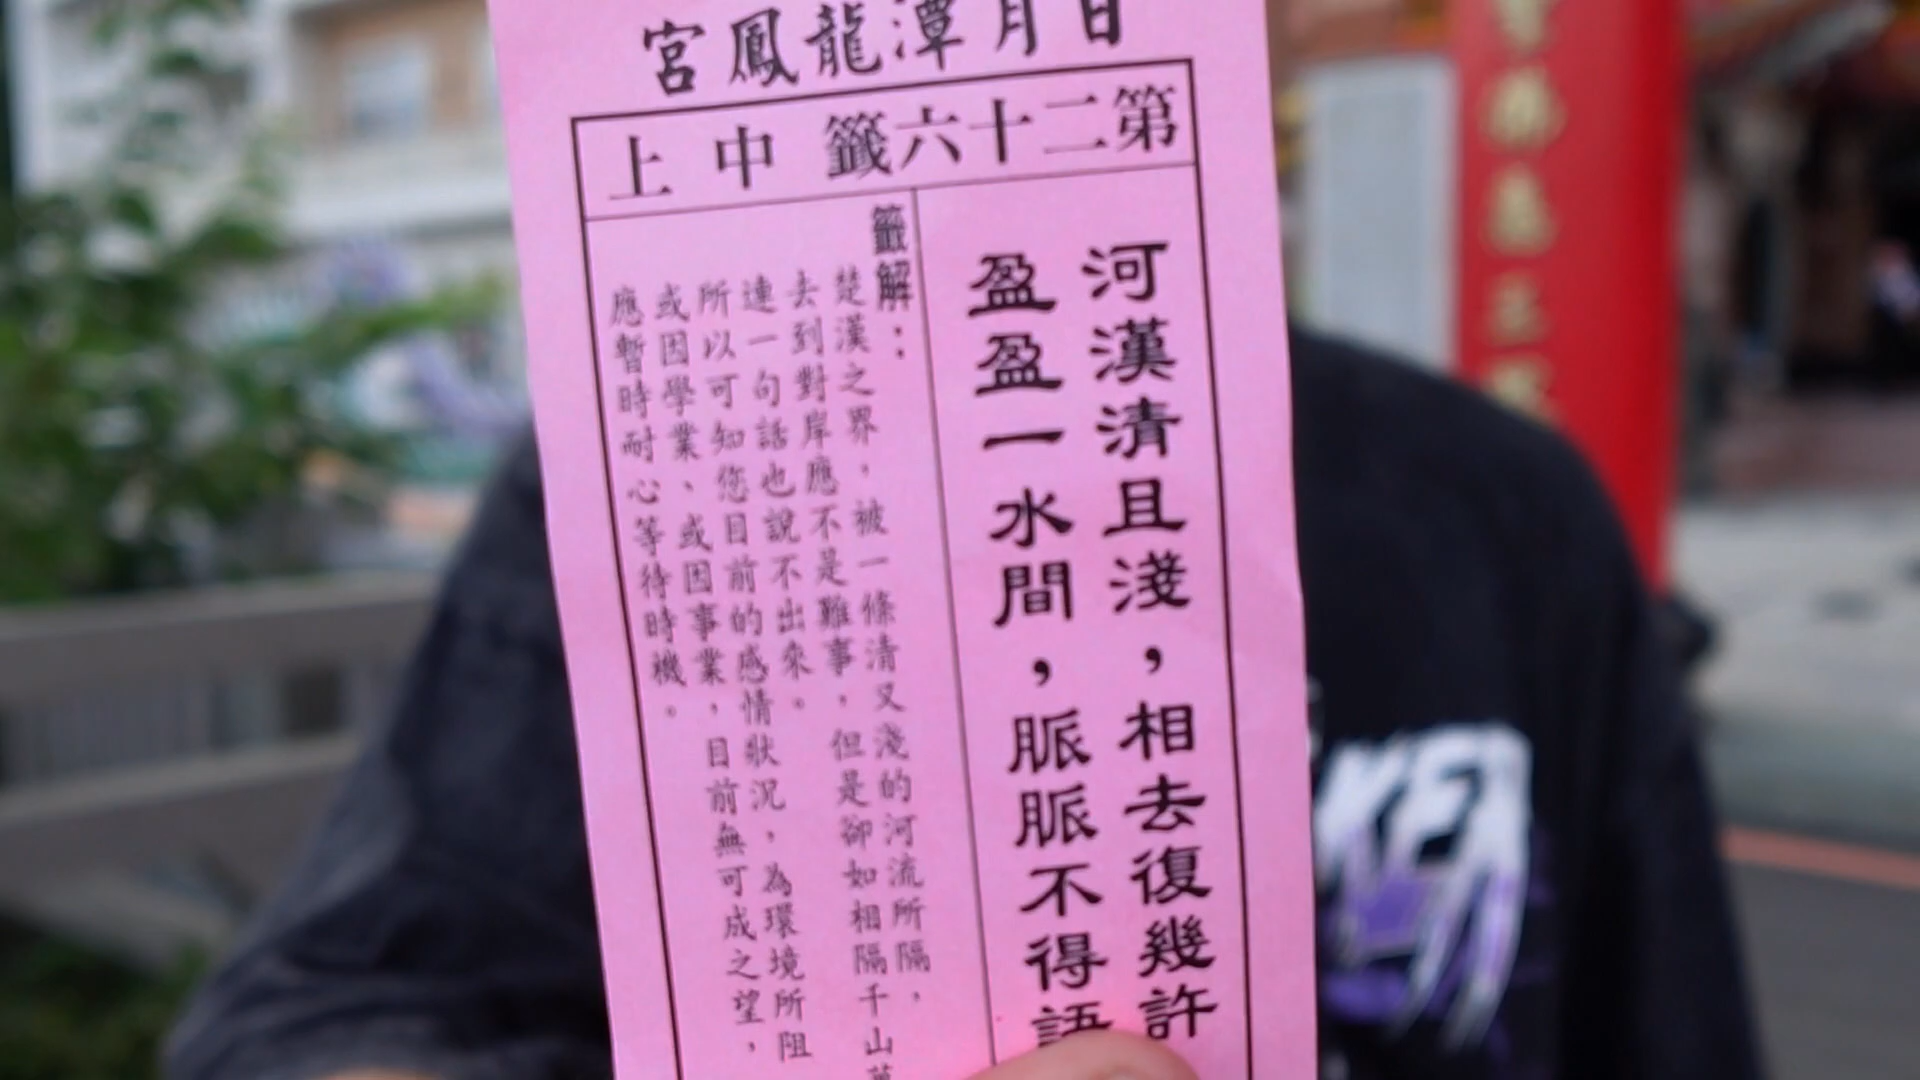 日月潭龍鳳宮
第二十六籤 中上
河漢清且淺，相去復幾許
盈盈一水間，脈脈不得語
籤解：
楚漢之界，被一條清又淺的河流所隔，
去到對岸應不是難事，但是卻如相隔千山萬
連一句話也說不出來。
所以可知您目前的感情狀況，為環境所阻
或因學業、或因事業，目前無可成之望，
應暫時耐心等待時機。